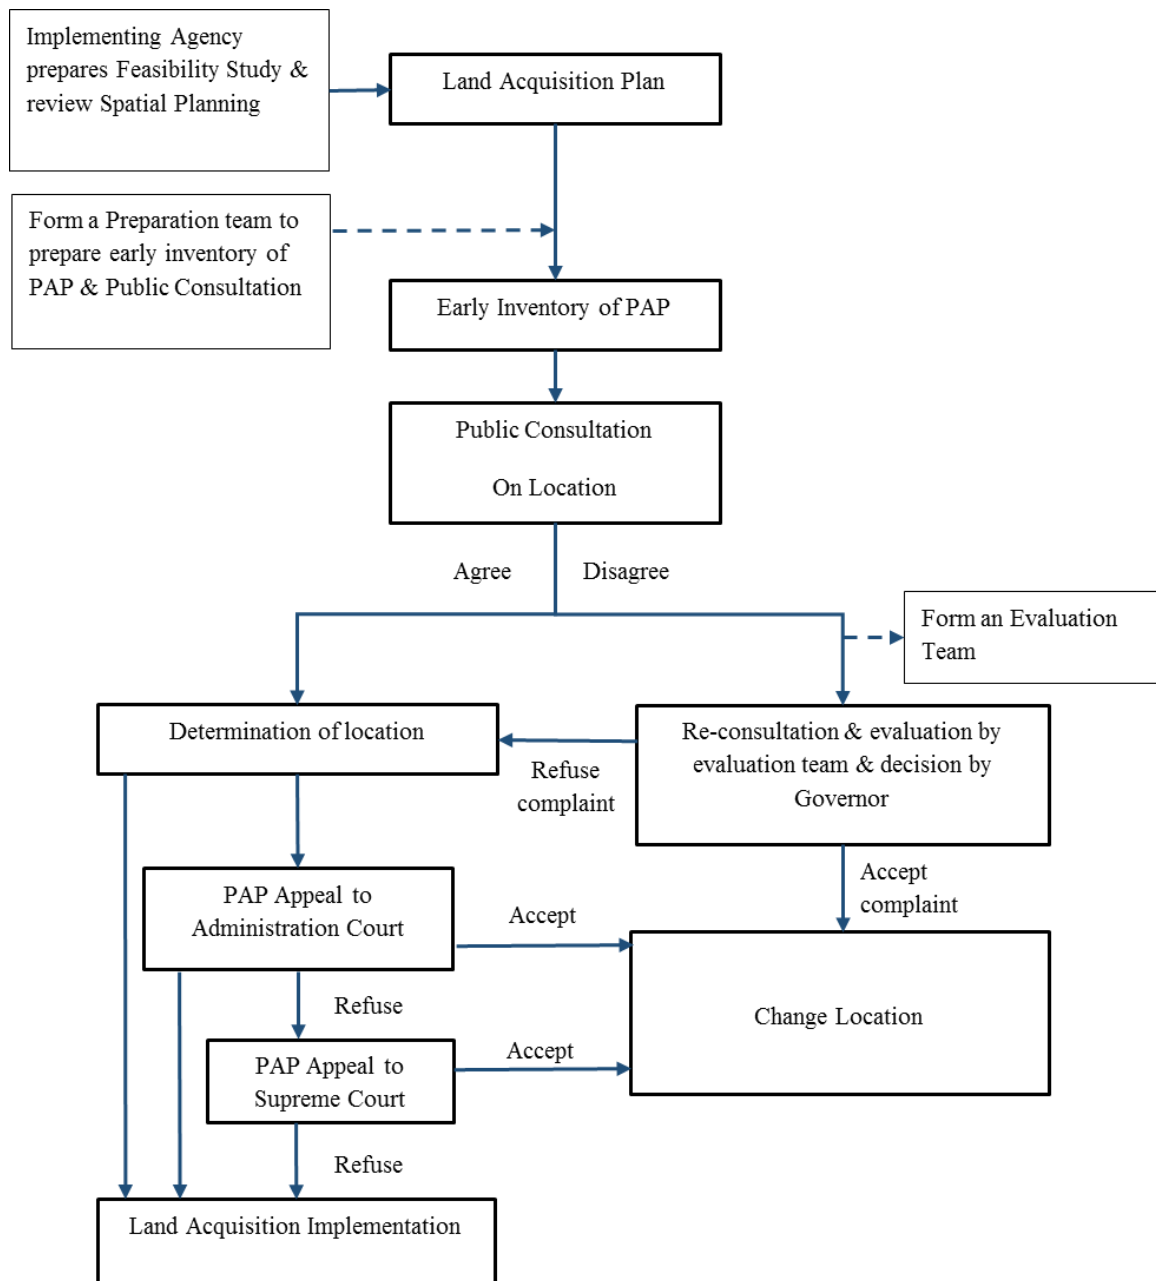 Implementing Agency
prepares Feasibility Study &
review Spatial Planning
Land Acquisition Plan
Form a Preparation team to
prepare early inventory of
PAP & Public Consultation
Early Inventory of PAP
Public Consultation
On Location
Agree
Disagree
Form an Evaluation
Team
Determination of location
Re-consultation & evaluation by
evaluation team & decision by
Governor
Refuse
complaint
Accept
complaint
PAP Appeal to
Administration Court
Accept
Change Location
Refuse
PAP Appeal to
Supreme Court
Accept
Refuse
Land Acquisition Implementation